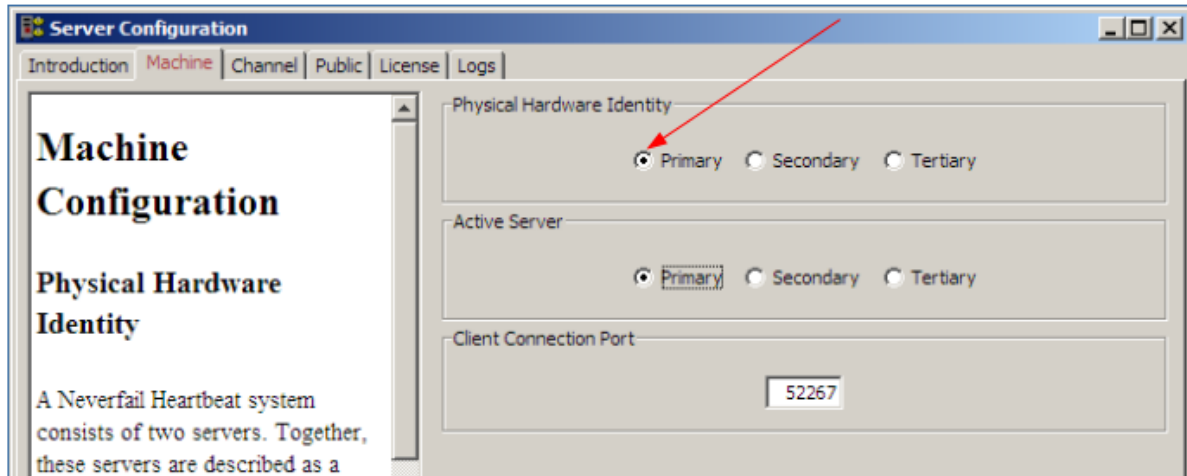 Server Configuration
Introduction Machine Channel Public License Logs
Machine
Configuration
Physical Hardware
Identity
A Neverfail Heartbeat system
consists of two servers. Together,
these servers are described as a
Physical Hardware Identity
Primary Secondary Tertiary
Active Server
Primary Secondary Tertiary
Client Connection Port
52267